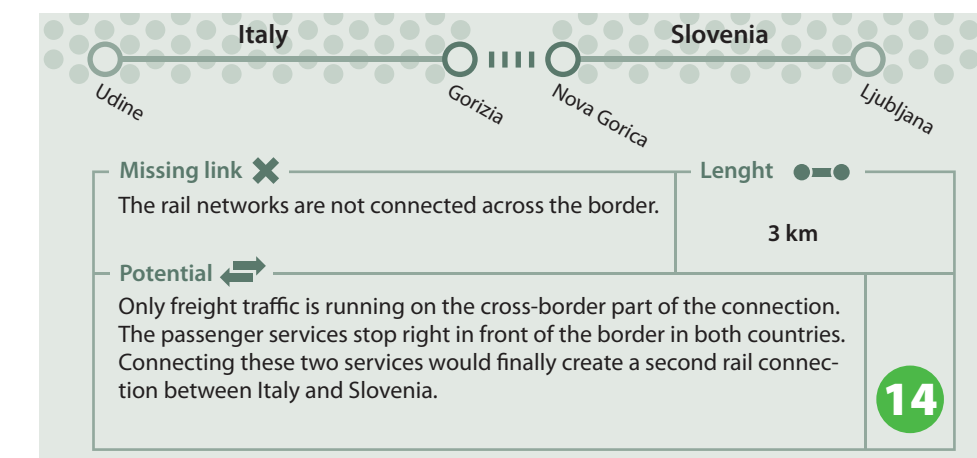 Italy
Slovenia
Udine
Gorizia
Nova Gorica
Ljubljana
Missing link
Lenght
The rail networks are not connected across the border.
3 km
Potential
Only freight traffic is running on the cross-border part of the connection.
The passenger services stop right in front of the border in both countries.
Connecting these two services would finally create a second rail connec-
tion between Italy and Slovenia.
14